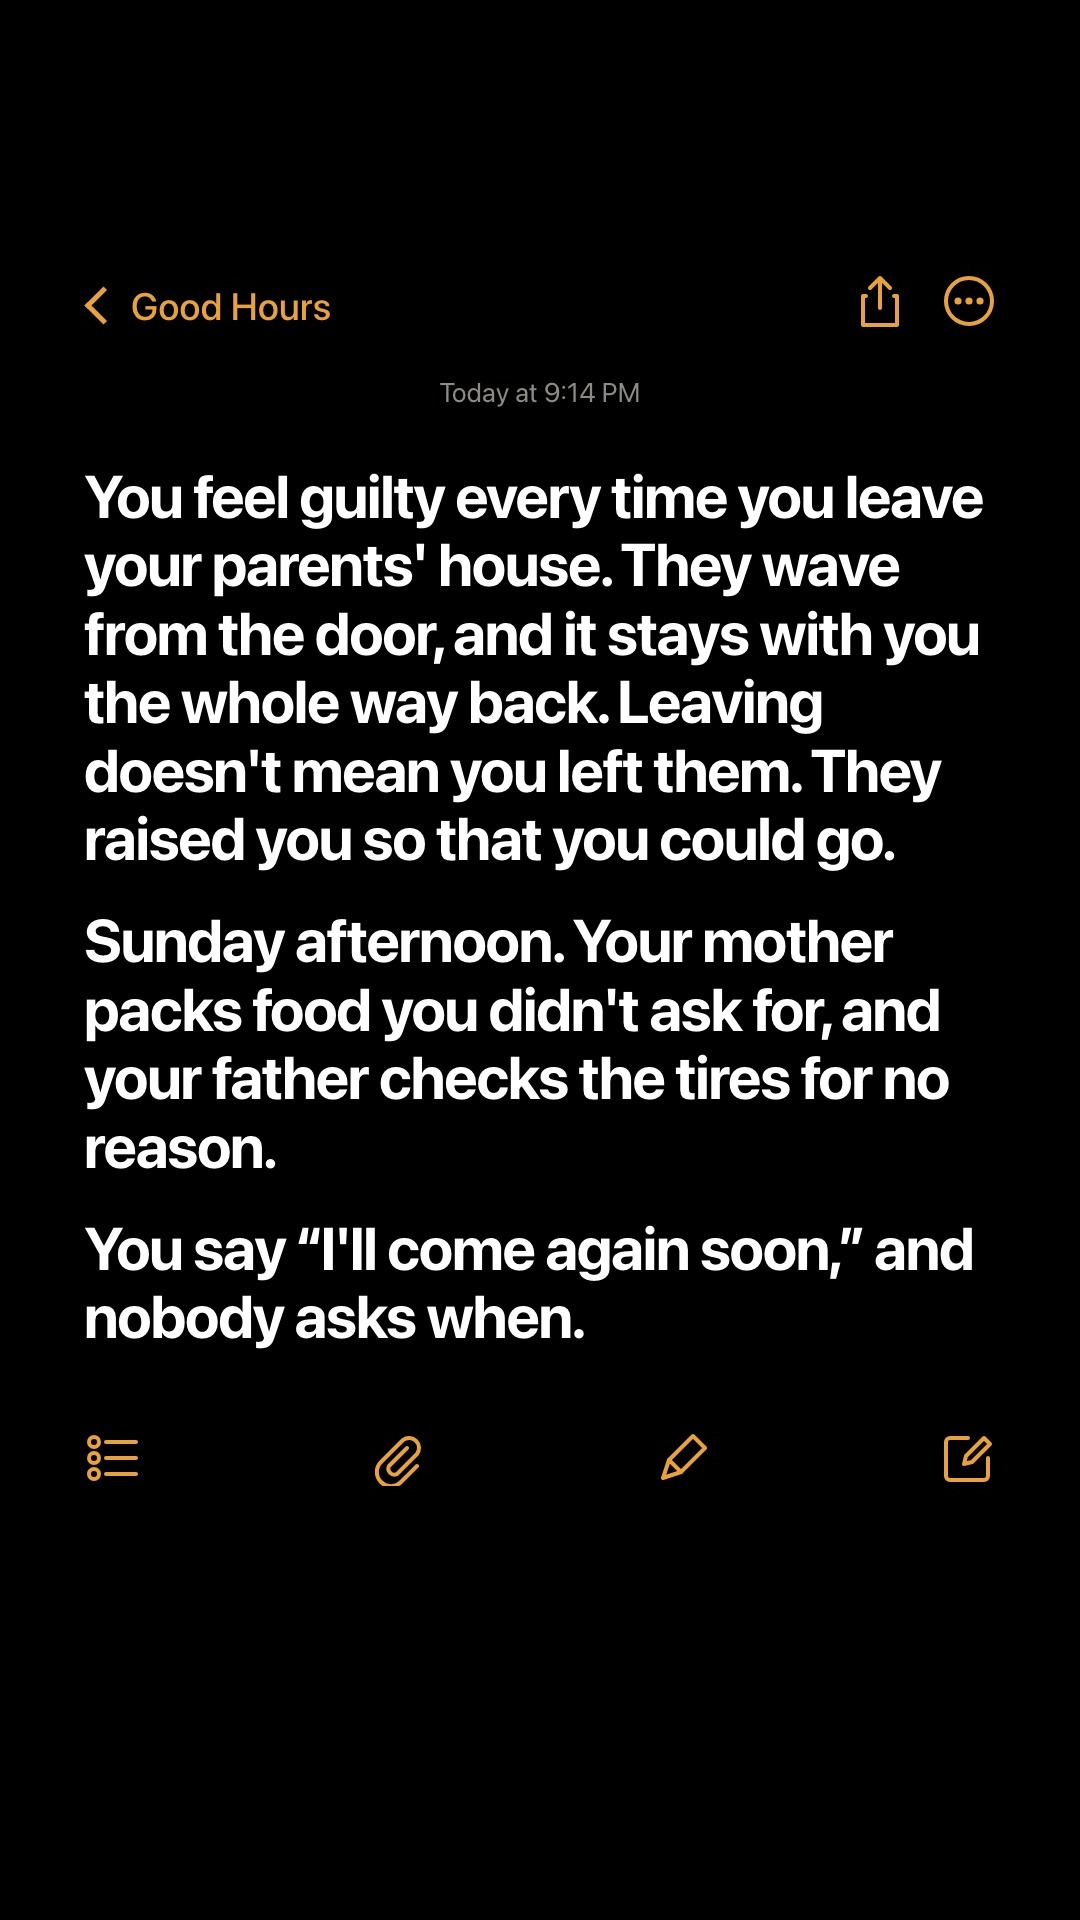 Good Hours
Today at 9:14 PM
You feel guilty every time you leave
your parents' house. They wave
from the door, and it stays with you
the whole way back. Leaving
doesn't mean you left them. They
raised you so that you could go.
Sunday afternoon. Your mother
packs food you didn't ask for, and
your father checks the tires for no
reason.
You say “I'll come again soon,” and
nobody asks when.